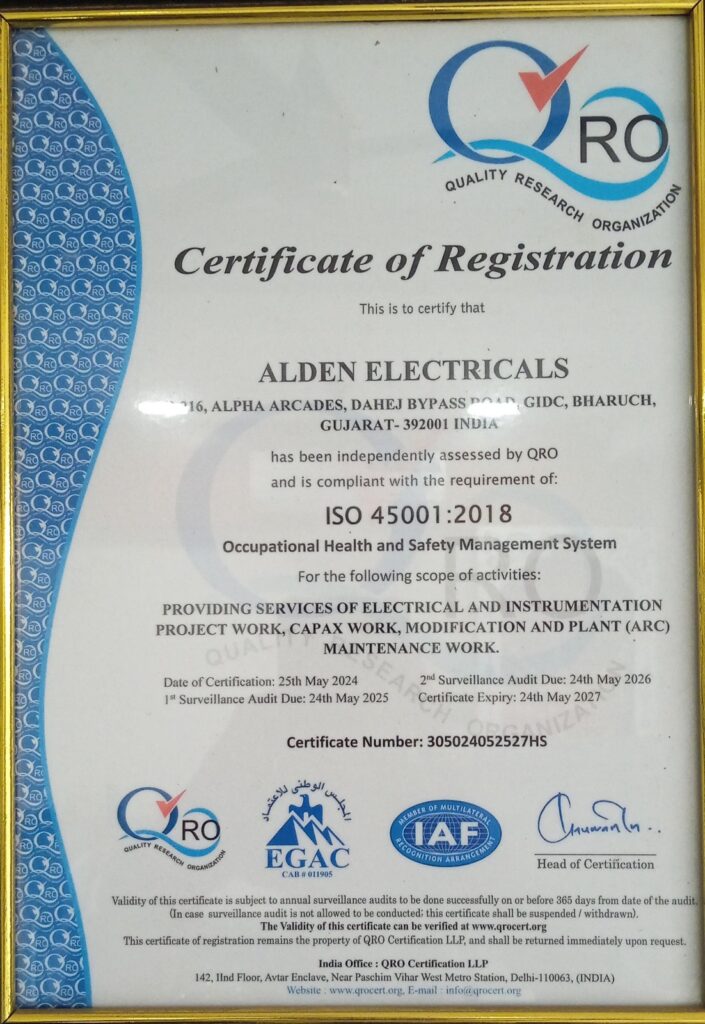 QRO
QUALITY RESEARCH ORGANIZATION
Certificate of Registration
This is to certify that
ALDEN ELECTRICALS
216, ALPHA ARCADES, DAHEJ BYPASS ROAD, GIDC, BHARUCH,
GUJARAT- 392001 INDIA
has been independently assessed by QRO
and is compliant with the requirement of:
ISO 45001:2018
Occupational Health and Safety Management System
For the following scope of activities:
PROVIDING SERVICES OF ELECTRICAL AND INSTRUMENTATION
PROJECT WORK, CAPAX WORK, MODIFICATION AND PLANT (ARC)
MAINTENANCE WORK.
Date of Certification: 25th May 2024 2nd Surveillance Audit Due: 24th May 2026
1st Surveillance Audit Due: 24th May 2025 Certificate Expiry: 24th May 2027
Certificate Number: 305024052527HS
QRO
QUALITY RESEARCH ORGANIZATION
المجلس الوطنى للاعتماد
EGAC
CAB # 011905
MEMBER OF MULTILATERAL
IAF
RECOGNITION ARRANGEMENT
Head of Certification
Validity of this certificate is subject to annual surveillance audits to be done successfully on or before 365 days from date of the audit.
(In case surveillance audit is not allowed to be conducted; this certificate shall be suspended / withdrawn).
The Validity of this certificate can be verified at www.qrocert.org
This certificate of registration remains the property of QRO Certification LLP, and shall be returned immediately upon request.
India Office : QRO Certification LLP
142, IInd Floor, Avtar Enclave, Near Paschim Vihar West Metro Station, Delhi-110063, (INDIA)
Website : www.qrocert.org, E-mail : info@qrocert.org